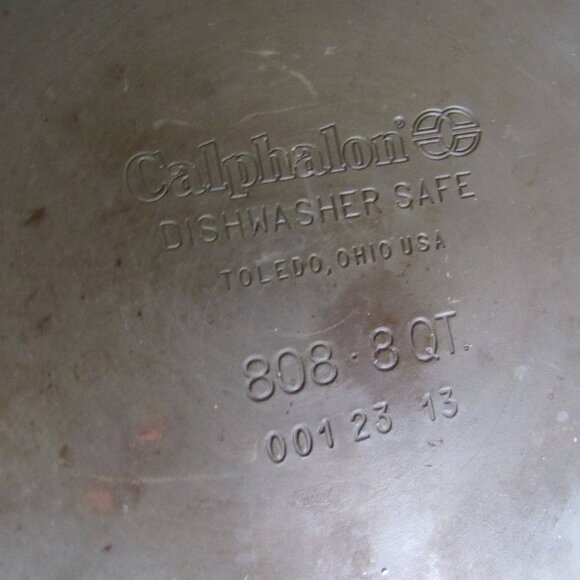 Calphalon®
DISHWASHER SAFE
TOLEDO, OHIO USA
808 · 8 QT.
001 23 13